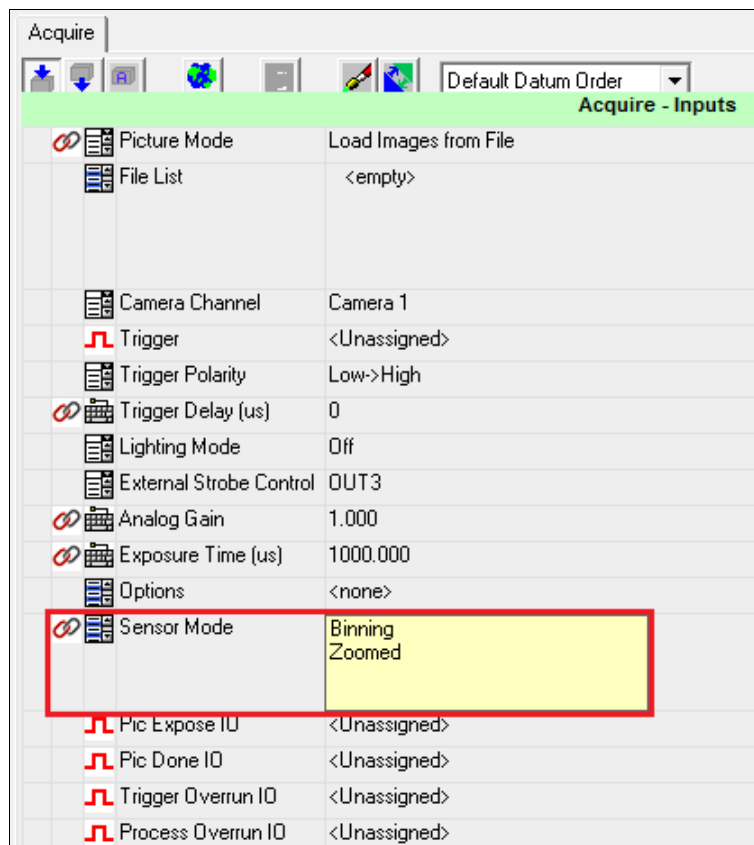 Acquire
A Default Datum Order
Acquire - Inputs
Picture Mode Load Images from File
File List <empty>
Camera Channel Camera 1
Trigger <Unassigned>
Trigger Polarity Low->High
Trigger Delay (us) 0
Lighting Mode Off
External Strobe Control OUT3
Analog Gain 1.000
Exposure Time (us) 1000.000
Options <none>
Sensor Mode Binning
Zoomed
Pic Expose IO <Unassigned>
Pic Done IO <Unassigned>
Trigger Overrun IO <Unassigned>
Process Overrun IO <Unassigned>